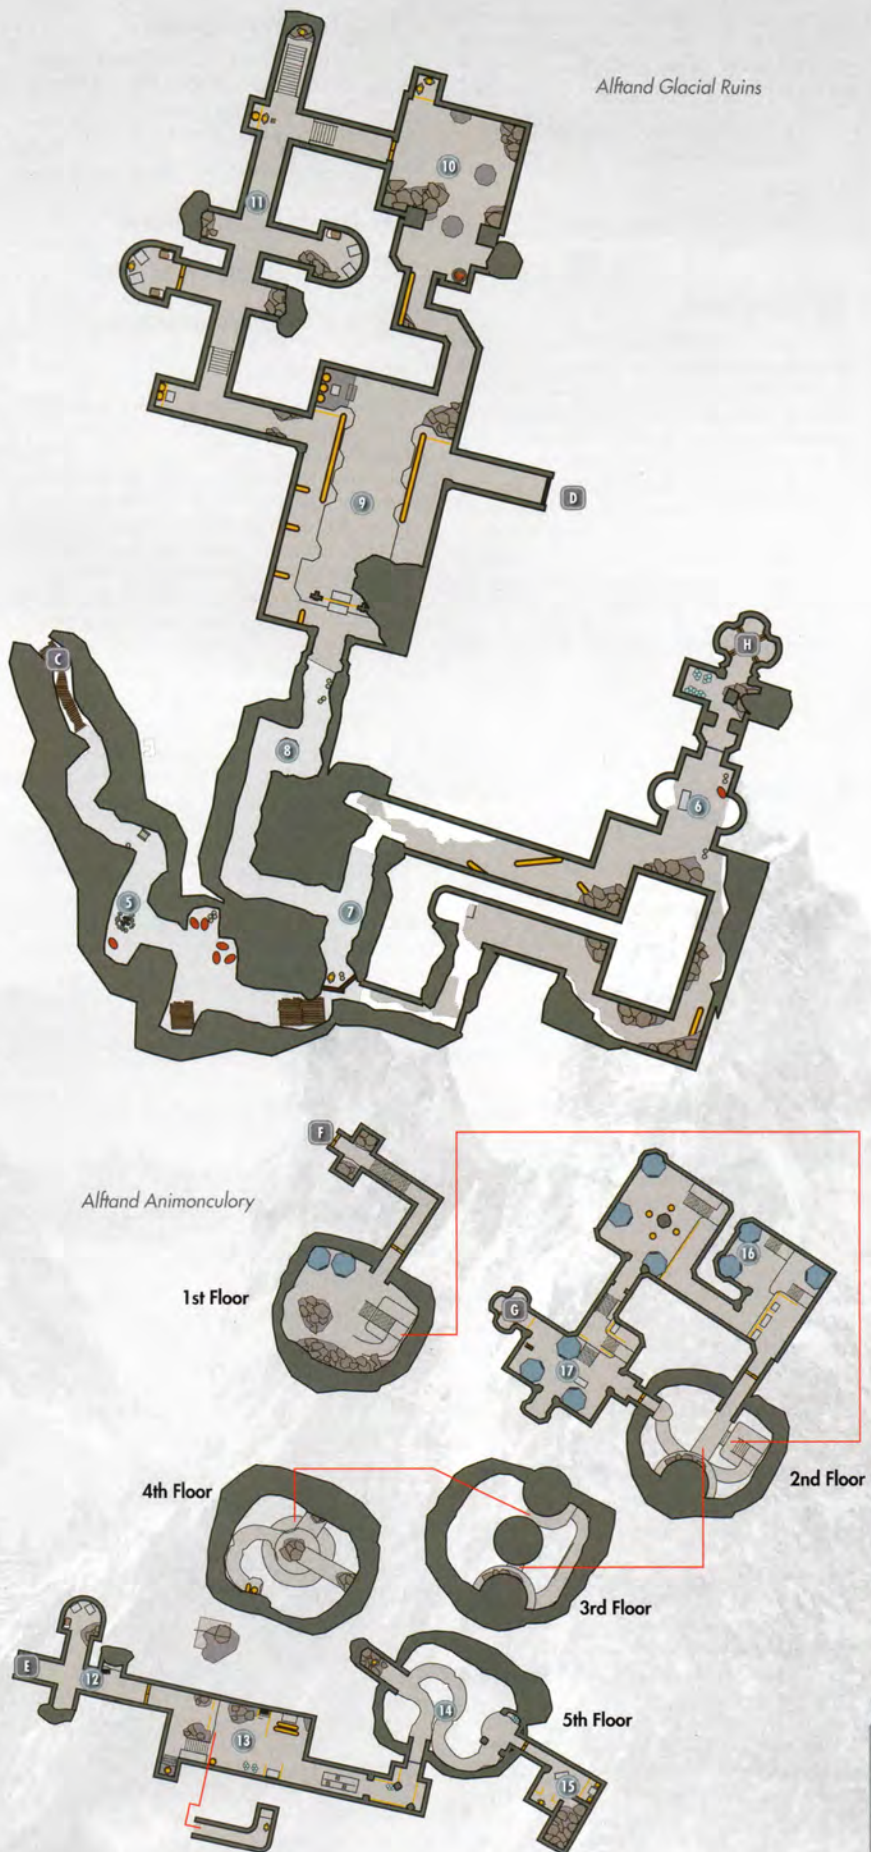 Alftand Glacial Ruins
10
11
9
D
C
H
8
6
5
7
F
Alftand Animonculory
16
1st Floor
G
17
4th Floor
2nd Floor
3rd Floor
E
12
14
5th Floor
13
15